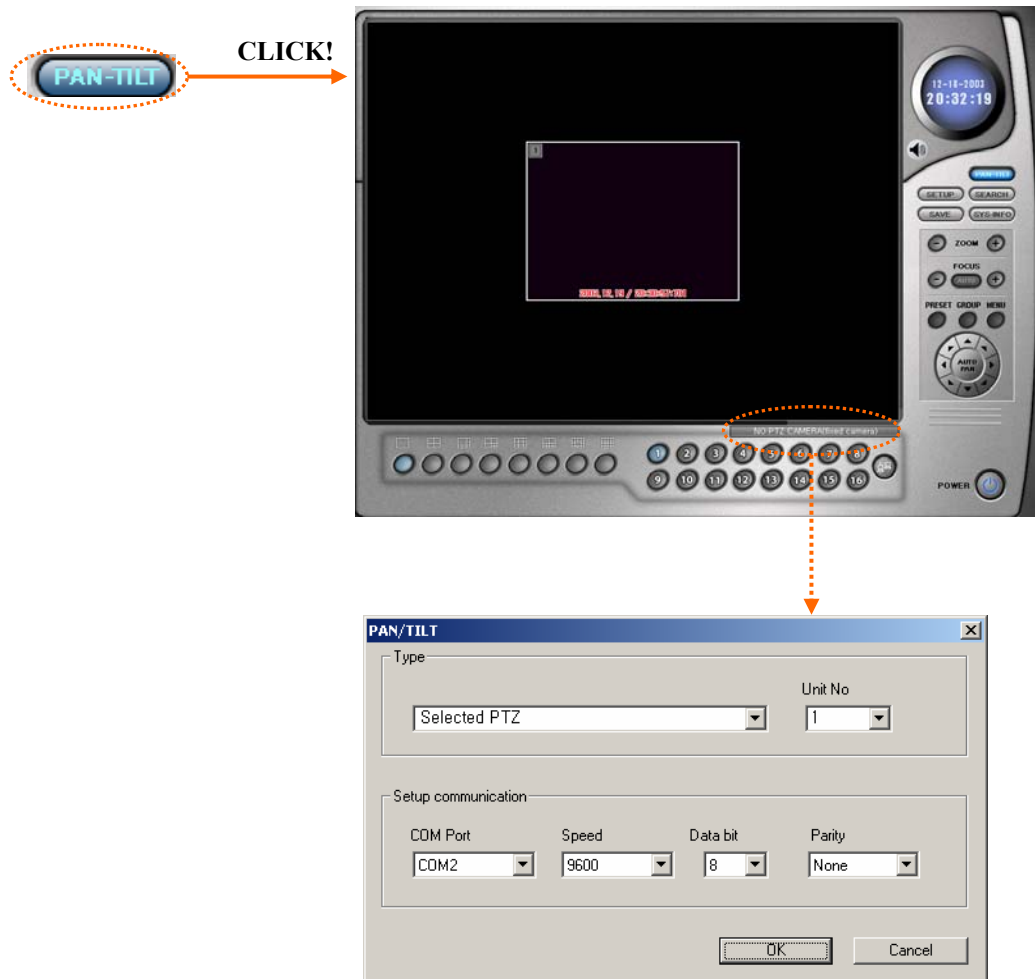 CLICK!
PAN-TILT
12-18-2003
20:32:19
1
PAN-TILT
SETUP SEARCH
SAVE SYS-INFO
ZOOM
FOCUS
AUTO
PRESET GROUP MENU
AUTO PAN
NO PTZ CAMERA(fixed camera)
1 2 3 4 5 6 7 8
9 10 11 12 13 14 15 16
POWER
PAN/TILT
Type
Unit No
Selected PTZ 1
Setup communication
COM Port Speed Data bit Parity
COM2 9600 8 None
OK Cancel